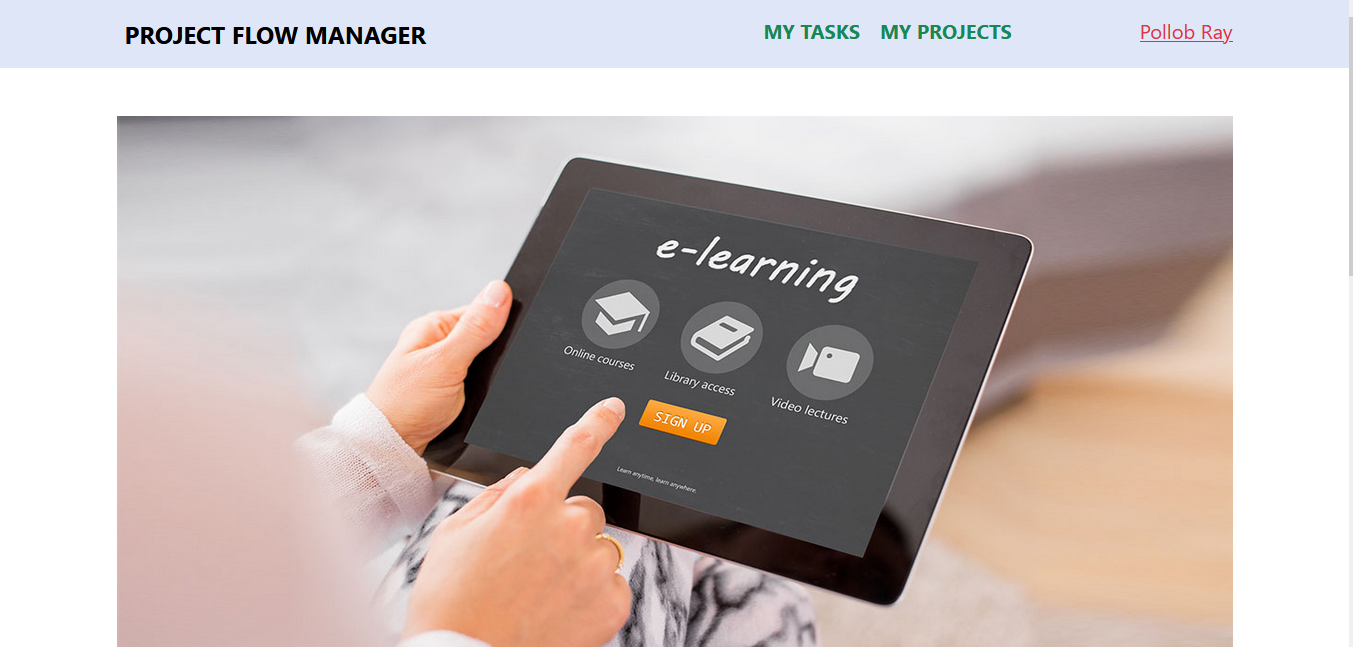 PROJECT FLOW MANAGER
MY TASKS MY PROJECTS
Pollob Ray
e-learning
Online courses
Library access
Video lectures
SIGN UP
Learn anytime, learn anywhere.